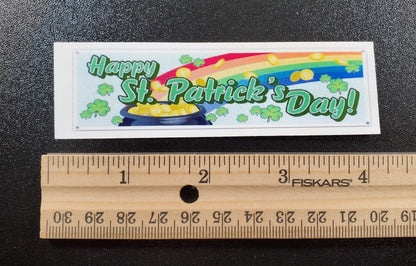 Happy
St. Patrick's Day!
1 2 3 4
FISKARS®
30 29 28 27 26 25 24 23 22 21 20 19 18